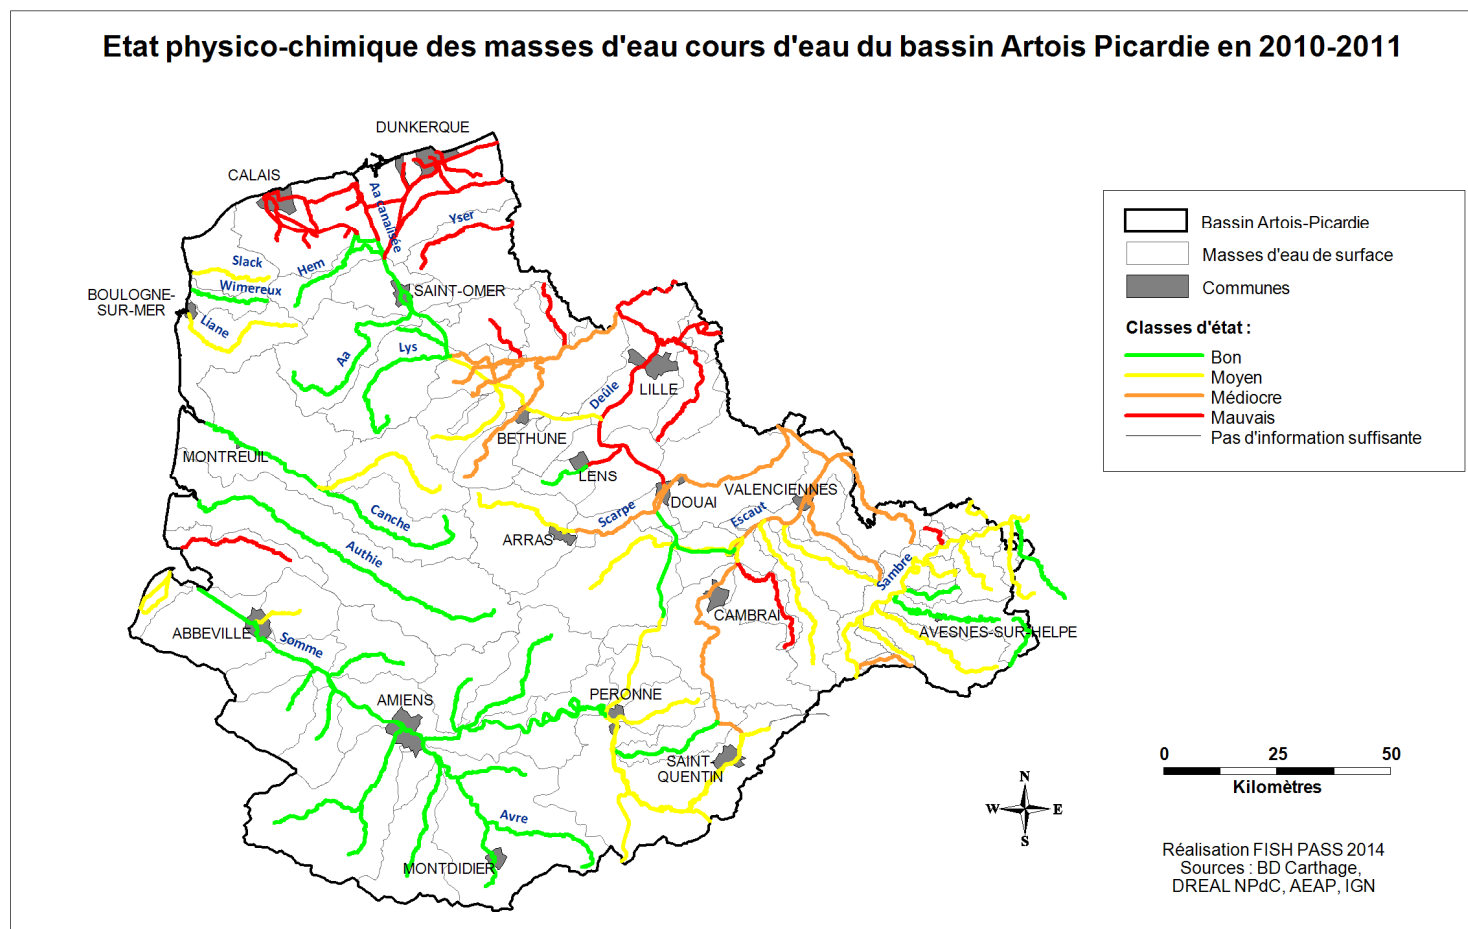 Etat physico-chimique des masses d'eau cours d'eau du bassin Artois Picardie en 2010-2011
DUNKERQUE
CALAIS
Aa canalisée
Yser
Slack
Hem
Wimereux
BOULOGNE-
SUR-MER
SAINT-OMER
Liane
Aa
Lys
LILLE
Deûle
BETHUNE
MONTREUIL
LENS
DOUAI
VALENCIENNES
Canche
Scarpe
Escaut
ARRAS
Authie
Sambre
CAMBRAI
ABBEVILLE
AVESNES-SUR-HELPE
Somme
AMIENS
PERONNE
SAINT-
QUENTIN
Avre
MONTDIDIER
Bassin Artois-Picardie
Masses d'eau de surface
Communes
Classes d'état :
Bon
Moyen
Médiocre
Mauvais
Pas d'information suffisante
0 25 50
Kilomètres
N
W E
S
Réalisation FISH PASS 2014
Sources : BD Carthage,
DREAL NPdC, AEAP, IGN